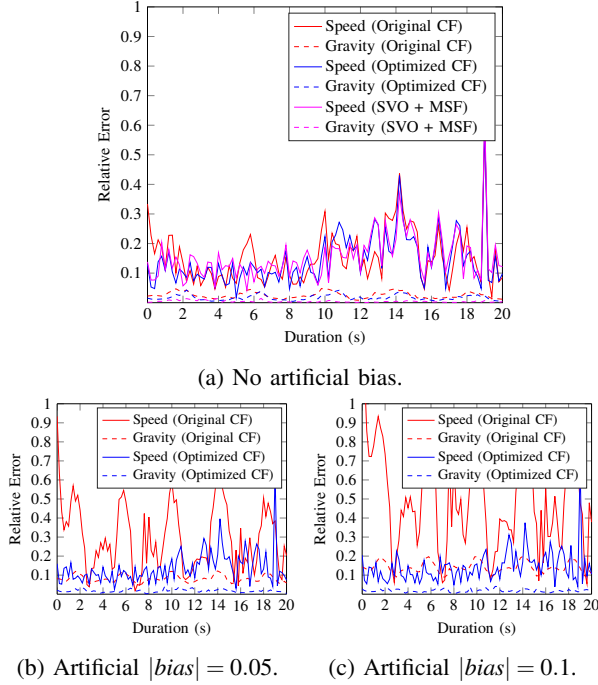 Speed (Original CF)
Gravity (Original CF)
Speed (Optimized CF)
Gravity (Optimized CF)
Speed (SVO + MSF)
Gravity (SVO + MSF)
1
0.9
0.8
0.7
0.6
0.5
0.4
0.3
0.2
0.1
Relative Error
0 2 4 6 8 10 12 14 16 18 20
Duration (s)
(a) No artificial bias.
Speed (Original CF)
Gravity (Original CF)
Speed (Optimized CF)
Gravity (Optimized CF)
1
0.9
0.8
0.7
0.6
0.5
0.4
0.3
0.2
0.1
Relative Error
0 2 4 6 8 10 12 14 16 18 20
Duration (s)
(b) Artificial |bias| = 0.05.
Speed (Original CF)
Gravity (Original CF)
Speed (Optimized CF)
Gravity (Optimized CF)
1
0.9
0.8
0.7
0.6
0.5
0.4
0.3
0.2
0.1
Relative Error
0 2 4 6 8 10 12 14 16 18 20
Duration (s)
(c) Artificial |bias| = 0.1.